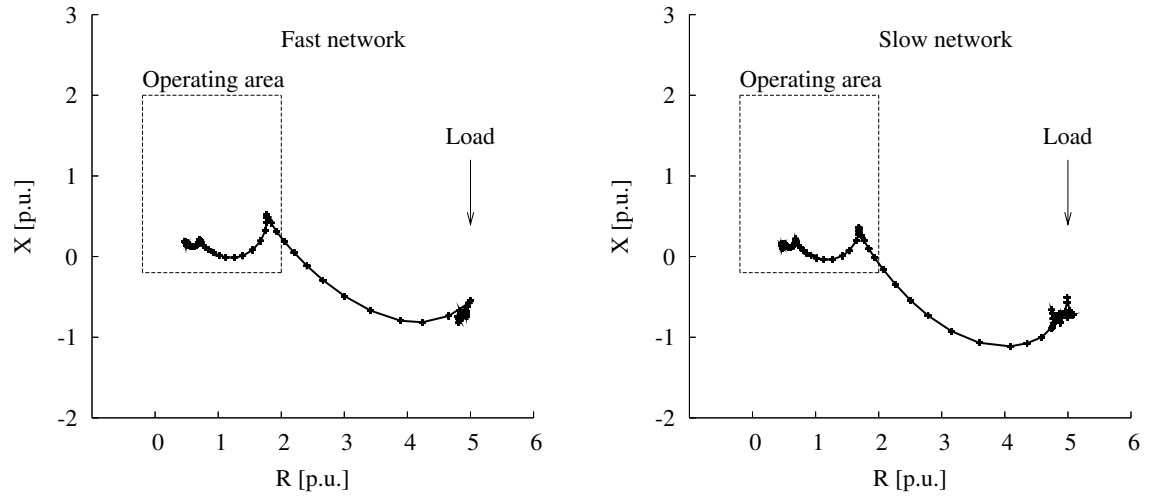 3
Fast network
Operating area
2
Load
1
X [p.u.]
0
-1
-2
0 1 2 3 4 5 6
R [p.u.]
3
Slow network
Operating area
2
Load
1
X [p.u.]
0
-1
-2
0 1 2 3 4 5 6
R [p.u.]